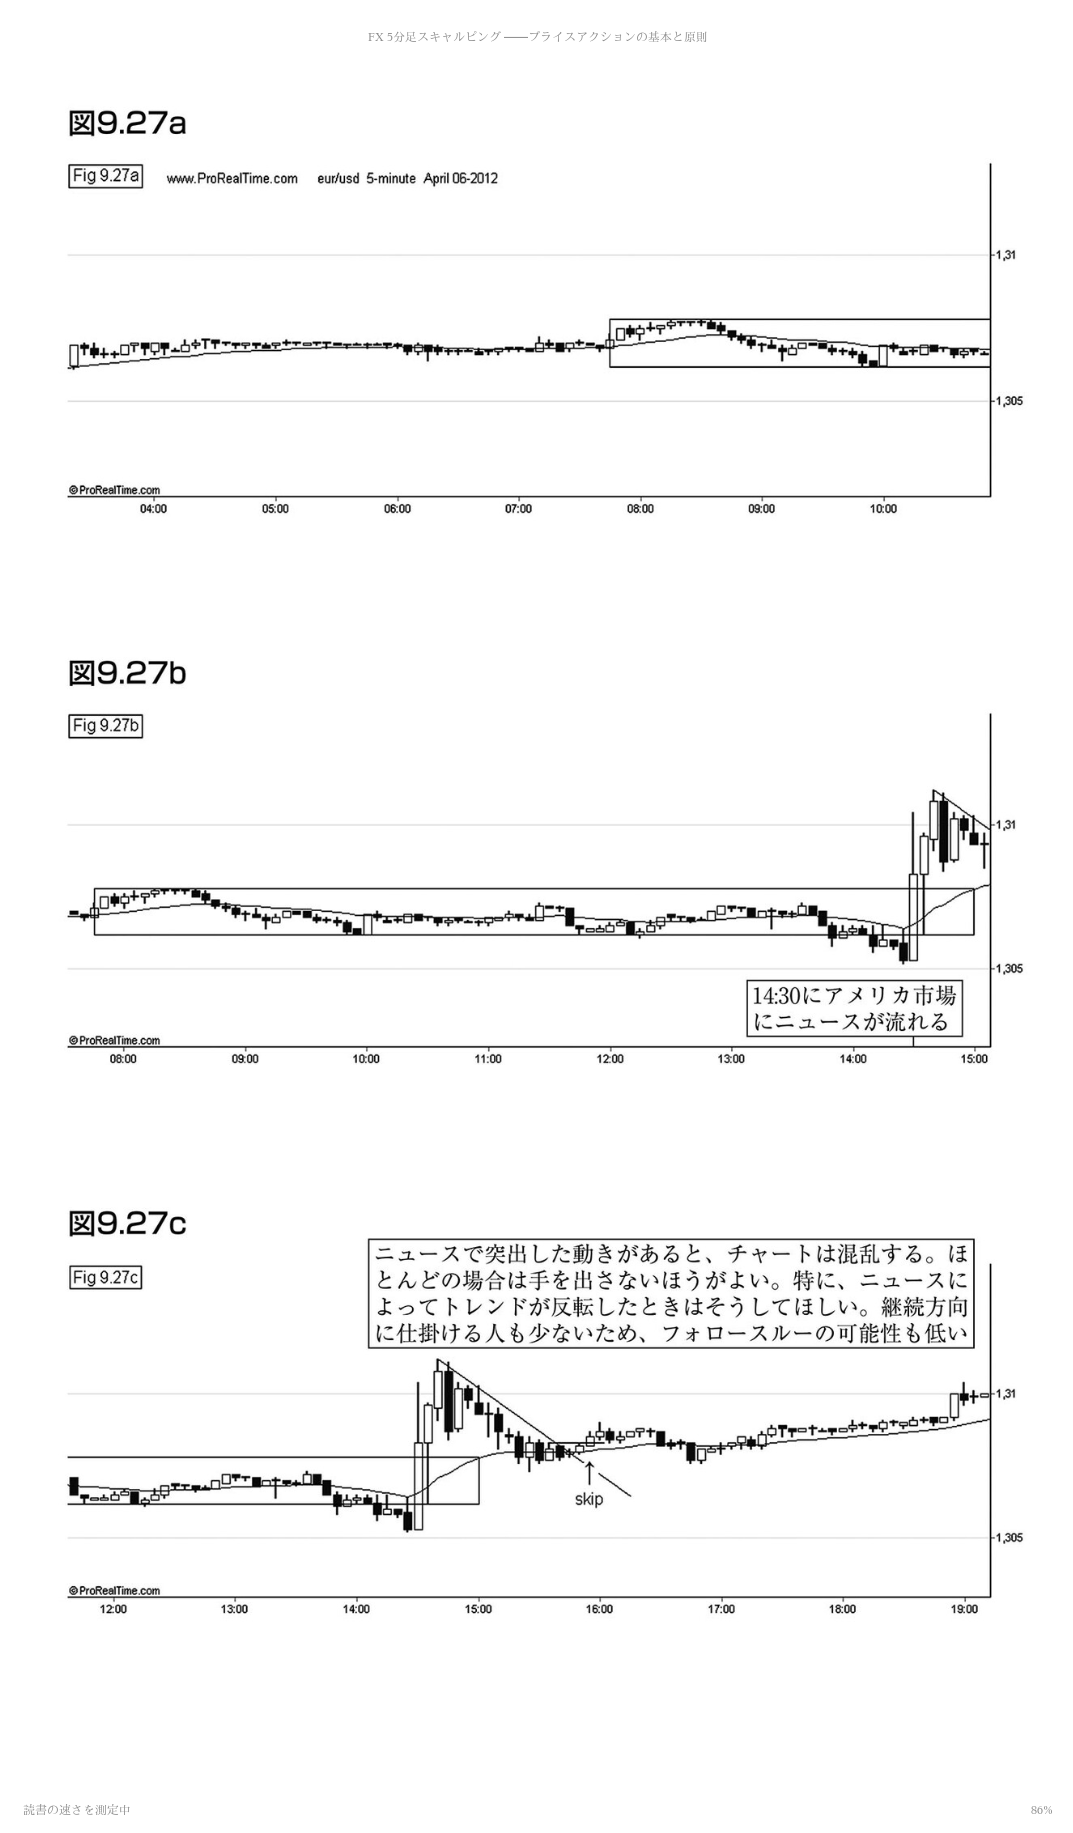 FX 5分足スキャルピング ――プライスアクションの基本と原則
図9.27a
Fig 9.27a www.ProRealTime.com eur/usd 5-minute April 06-2012
1,31
1,305
©ProRealTime.com
04:00 05:00 06:00 07:00 08:00 09:00 10:00
図9.27b
Fig 9.27b
1,31
1,305
14:30にアメリカ市場
にニュースが流れる
©ProRealTime.com
08:00 09:00 10:00 11:00 12:00 13:00 14:00 15:00
図9.27c
Fig 9.27c
ニュースで突出した動きがあると、チャートは混乱する。ほ
とんどの場合は手を出さないほうがよい。特に、ニュースに
よってトレンドが反転したときはそうしてほしい。継続方向
に仕掛ける人も少ないため、フォロースルーの可能性も低い
1,31
skip
1,305
©ProRealTime.com
12:00 13:00 14:00 15:00 16:00 17:00 18:00 19:00
読書の速さを測定中 86%